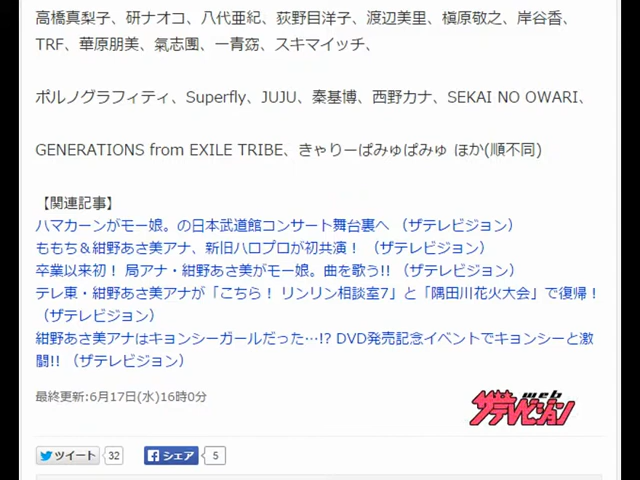 高橋真梨子、研ナオコ、八代亜紀、荻野目洋子、渡辺美里、槇原敬之、岸谷香、
TRF、華原朋美、氣志團、一青窈、スキマイッチ、
ポルノグラフィティ、Superfly、JUJU、秦基博、西野カナ、SEKAI NO OWARI、
GENERATIONS from EXILE TRIBE、きゃりーぱみゅぱみゅ ほか(順不同)
【関連記事】
ハマカーンがモー娘。の日本武道館コンサート舞台裏へ （ザテレビジョン）
ももち＆紺野あさ美アナ、新旧ハロプロが初共演！ （ザテレビジョン）
卒業以来初！ 局アナ・紺野あさ美がモー娘。曲を歌う!! （ザテレビジョン）
テレ東・紺野あさ美アナが「こちら！ リンリン相談室7」と「隅田川花火大会」で復帰！
（ザテレビジョン）
紺野あさ美アナはキョンシーガールだった…!? DVD発売記念イベントでキョンシーと激
闘!! （ザテレビジョン）
最終更新:6月17日(水)16時0分
web
ザテレビジョン
ツイート 32 シェア 5